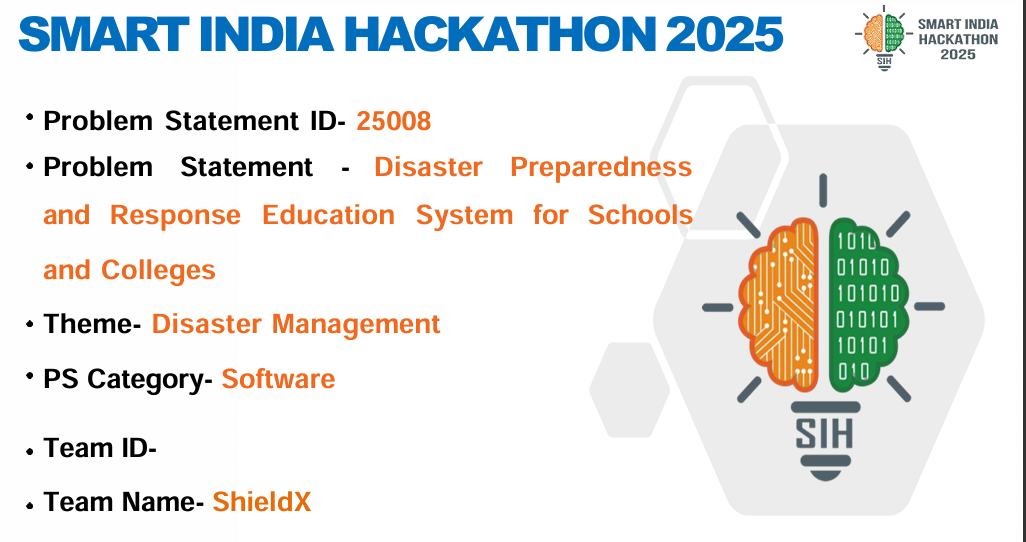 SMART INDIA HACKATHON 2025
SMART INDIA
HACKATHON
2025
SIH
• Problem Statement ID- 25008
• Problem Statement - Disaster Preparedness
and Response Education System for Schools
and Colleges
• Theme- Disaster Management
• PS Category- Software
• Team ID-
• Team Name- ShieldX
1010
01010
101010
010101
10101
010
SIH